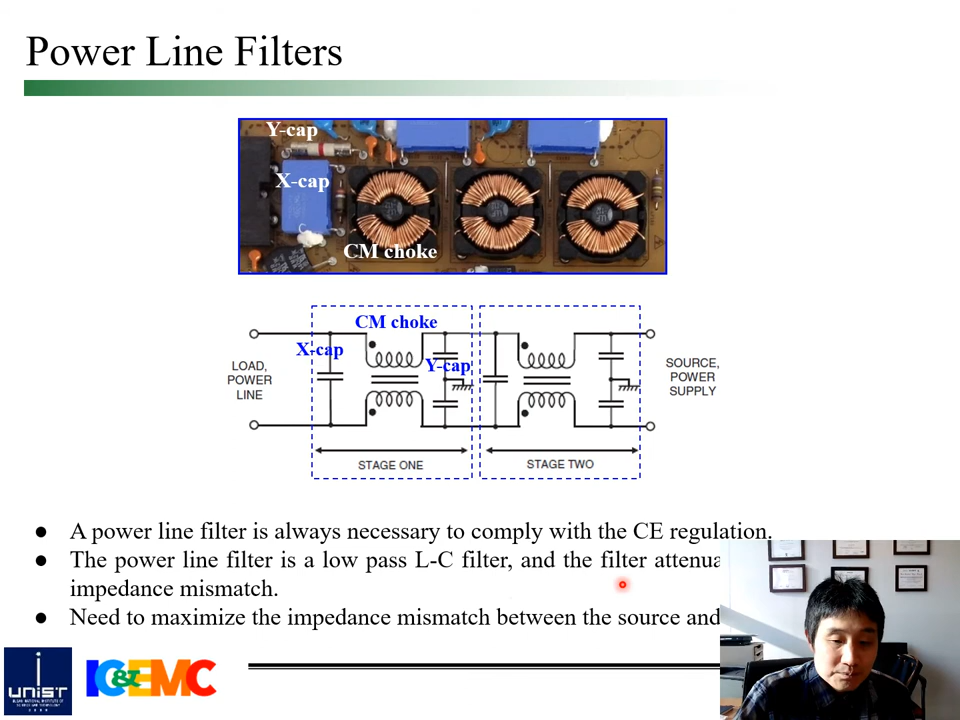 Power Line Filters
Y-cap
X-cap
CM choke
CM choke
X-cap
Y-cap
LOAD,
POWER
LINE
SOURCE,
POWER
SUPPLY
STAGE ONE
STAGE TWO
● A power line filter is always necessary to comply with the CE regulation.
● The power line filter is a low pass L-C filter, and the filter attenua
impedance mismatch.
● Need to maximize the impedance mismatch between the source and
UNIST
IC&EMC